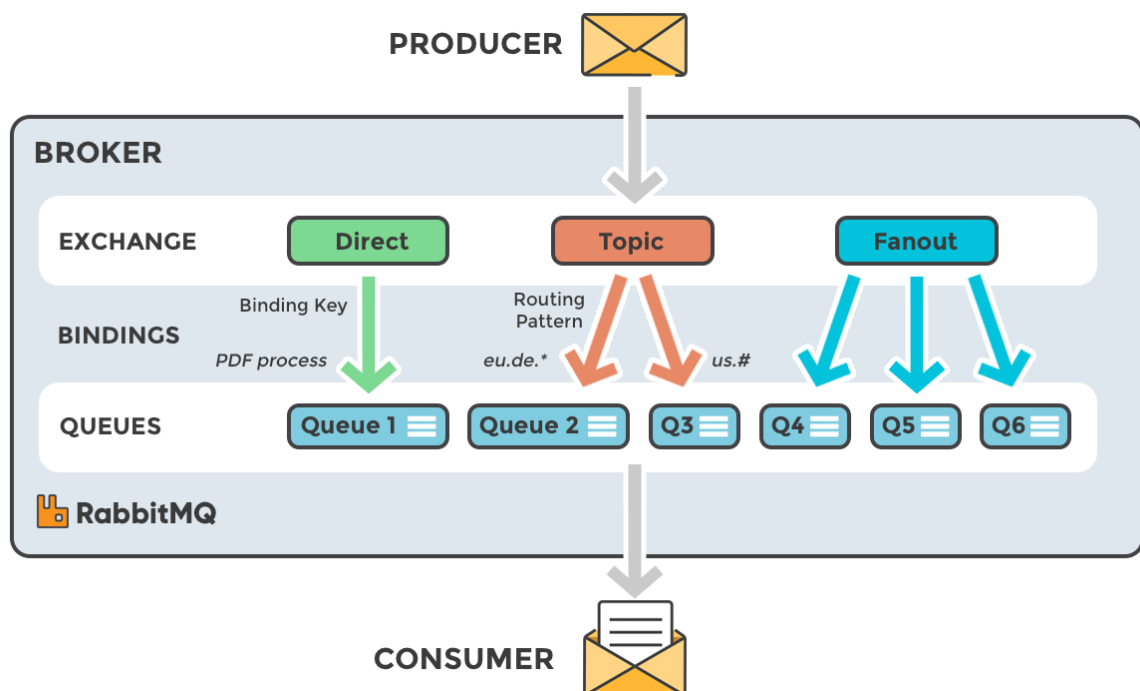 PRODUCER
BROKER
EXCHANGE
Direct
Topic
Fanout
Binding Key
Routing
Pattern
BINDINGS
PDF process
eu.de.*
us.#
QUEUES
Queue 1
Queue 2
Q3
Q4
Q5
Q6
RabbitMQ
CONSUMER